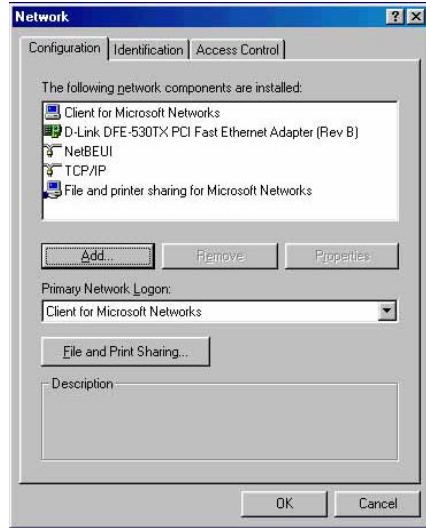 Network
Configuration Identification Access Control
The following network components are installed:
Client for Microsoft Networks
D-Link DFE-530TX PCI Fast Ethernet Adapter (Rev B)
NetBEUI
TCP/IP
File and printer sharing for Microsoft Networks
Add... Remove Properties
Primary Network Logon:
Client for Microsoft Networks
File and Print Sharing...
Description
OK Cancel